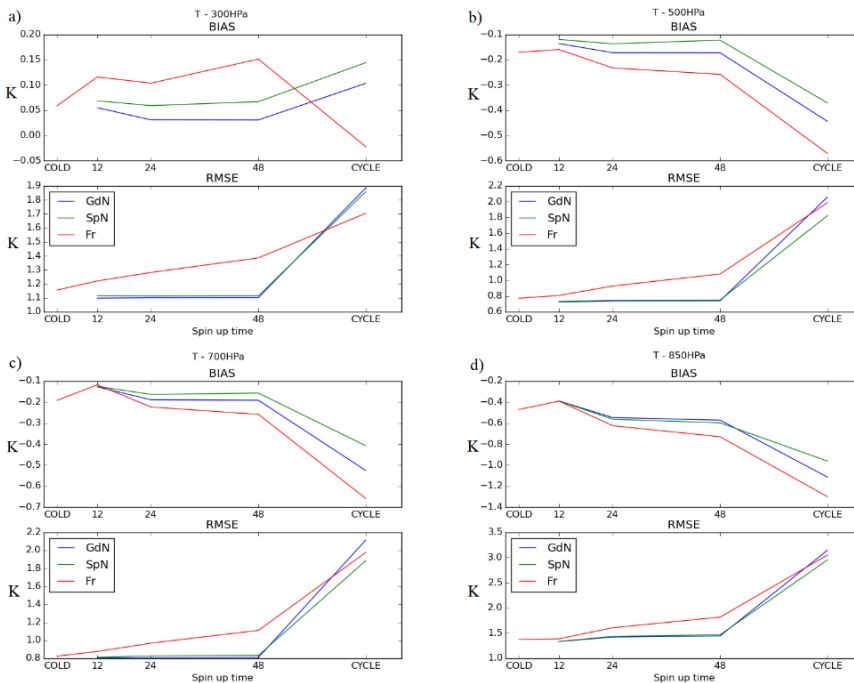 a)
T - 300HPa
BIAS
0.20
0.15
0.10
0.05
0.00
−0.05
K
COLD 12 24 48 CYCLE
RMSE
1.9
1.8
1.7
1.6
1.5
1.4
1.3
1.2
1.1
1.0
K
GdN
SpN
Fr
COLD 12 24 48 CYCLE
Spin up time
b)
T - 500HPa
BIAS
−0.1
−0.2
−0.3
−0.4
−0.5
−0.6
K
COLD 12 24 48 CYCLE
RMSE
2.2
2.0
1.8
1.6
1.4
1.2
1.0
0.8
0.6
K
GdN
SpN
Fr
COLD 12 24 48 CYCLE
Spin up time
c)
T - 700HPa
BIAS
−0.1
−0.2
−0.3
−0.4
−0.5
−0.6
−0.7
K
COLD 12 24 48 CYCLE
RMSE
2.2
2.0
1.8
1.6
1.4
1.2
1.0
0.8
K
GdN
SpN
Fr
COLD 12 24 48 CYCLE
Spin up time
d)
T - 850HPa
BIAS
−0.2
−0.4
−0.6
−0.8
−1.0
−1.2
−1.4
K
COLD 12 24 48 CYCLE
RMSE
3.5
3.0
2.5
2.0
1.5
1.0
K
GdN
SpN
Fr
COLD 12 24 48 CYCLE
Spin up time